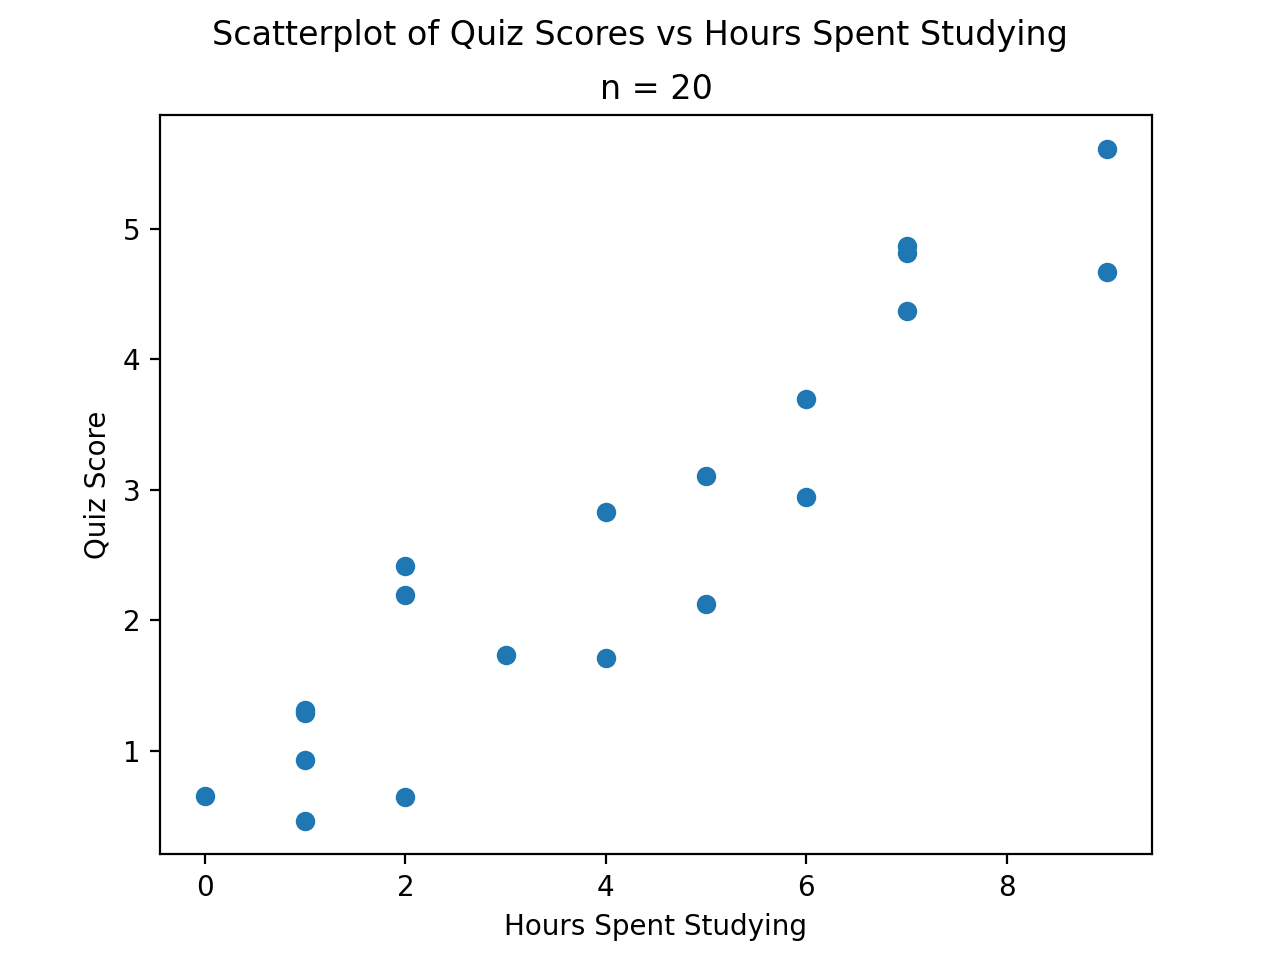 Scatterplot of Quiz Scores vs Hours Spent Studying
n = 20
5
4
3
2
1
Quiz Score
0 2 4 6 8
Hours Spent Studying